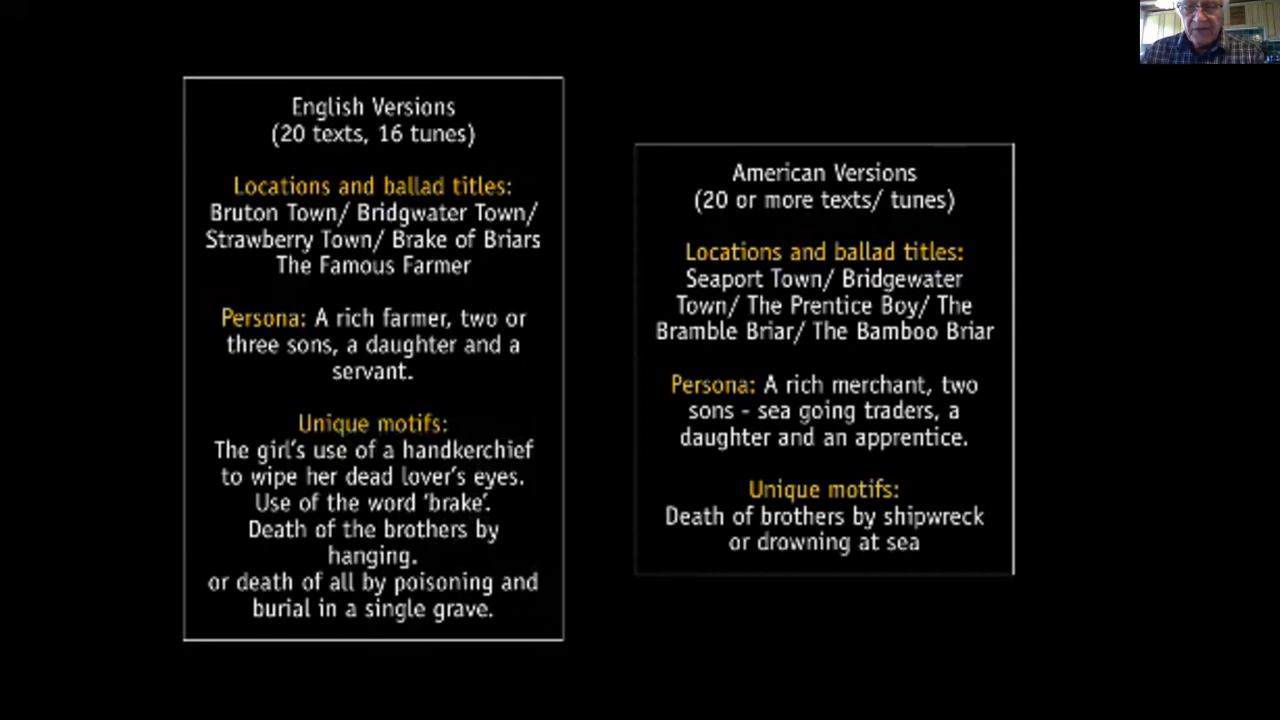 English Versions
(20 texts, 16 tunes)
Locations and ballad titles:
Bruton Town/ Bridgwater Town/
Strawberry Town/ Brake of Briars
The Famous Farmer
Persona: A rich farmer, two or
three sons, a daughter and a
servant.
Unique motifs:
The girl's use of a handkerchief
to wipe her dead lover's eyes.
Use of the word 'brake'.
Death of the brothers by
hanging.
or death of all by poisoning and
burial in a single grave.
American Versions
(20 or more texts/ tunes)
Locations and ballad titles:
Seaport Town/ Bridgewater
Town/ The Prentice Boy/ The
Bramble Briar/ The Bamboo Briar
Persona: A rich merchant, two
sons - sea going traders, a
daughter and an apprentice.
Unique motifs:
Death of brothers by shipwreck
or drowning at sea